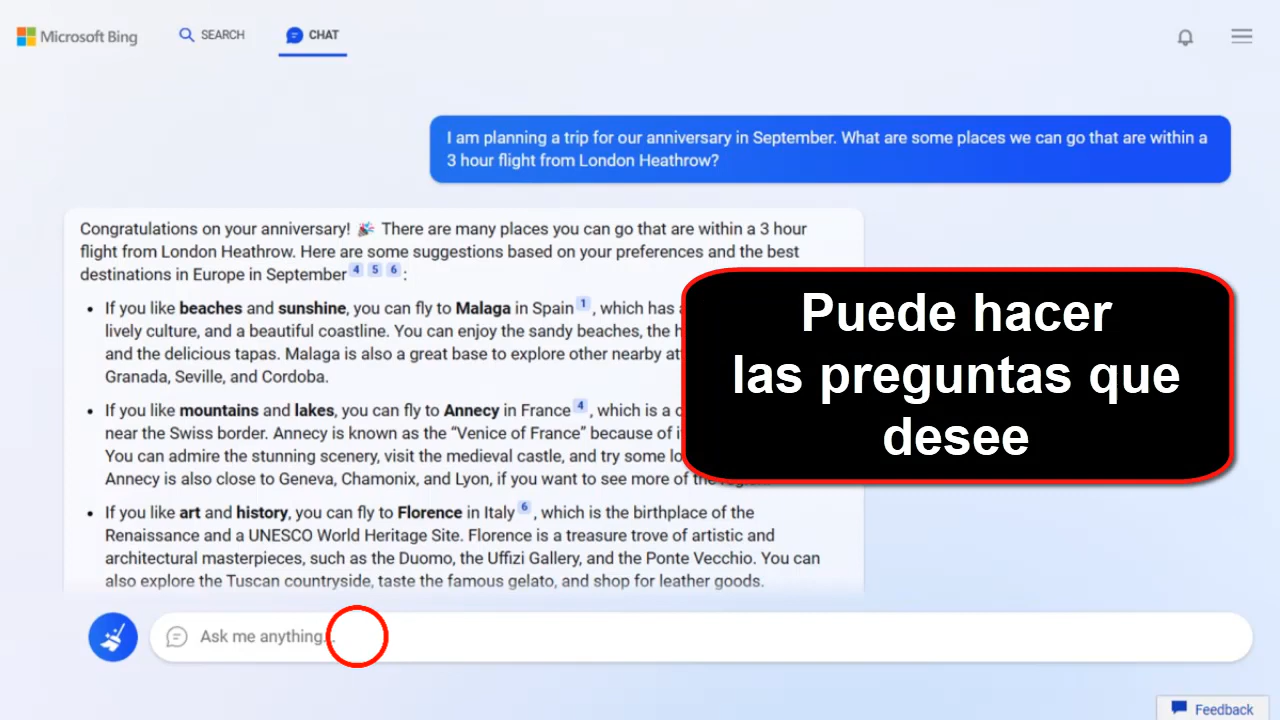 Microsoft Bing
SEARCH
CHAT
I am planning a trip for our anniversary in September. What are some places we can go that are within a
3 hour flight from London Heathrow?
Congratulations on your anniversary! 🎉 There are many places you can go that are within a 3 hour
flight from London Heathrow. Here are some suggestions based on your preferences and the best
destinations in Europe in September 4 5 6 :
• If you like beaches and sunshine, you can fly to Malaga in Spain 1 , which has a
lively culture, and a beautiful coastline. You can enjoy the sandy beaches, the
and the delicious tapas. Malaga is also a great base to explore other nearby
Granada, Seville, and Cordoba.
• If you like mountains and lakes, you can fly to Annecy in France 4 , which is a
near the Swiss border. Annecy is known as the “Venice of France” because of
You can admire the stunning scenery, visit the medieval castle, and try some
Annecy is also close to Geneva, Chamonix, and Lyon, if you want to see more of the
• If you like art and history, you can fly to Florence in Italy 6 , which is the birthplace of the
Renaissance and a UNESCO World Heritage Site. Florence is a treasure trove of artistic and
architectural masterpieces, such as the Duomo, the Uffizi Gallery, and the Ponte Vecchio. You can
also explore the Tuscan countryside, taste the famous gelato, and shop for leather goods.
Puede hacer
las preguntas que
desee
Ask me anything...
Feedback